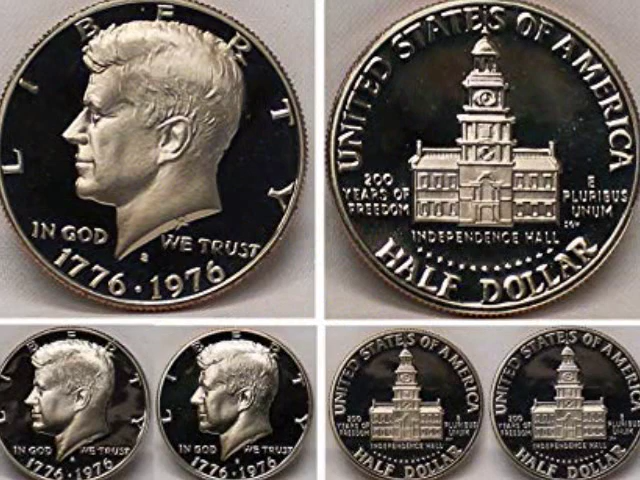 LIBERTY
IN GOD WE TRUST
S
1776·1976
UNITED STATES OF AMERICA
200
YEARS OF
FREEDOM
E
PLURIBUS
UNUM
INDEPENDENCE HALL
HALF DOLLAR
LIBERTY
IN GOD WE TRUST
1776·1976
LIBERTY
IN GOD WE TRUST
1776·1976
UNITED STATES OF AMERICA
200
YEARS OF
FREEDOM
E
PLURIBUS
UNUM
INDEPENDENCE HALL
HALF DOLLAR
UNITED STATES OF AMERICA
200
YEARS OF
FREEDOM
E
PLURIBUS
UNUM
INDEPENDENCE HALL
HALF DOLLAR